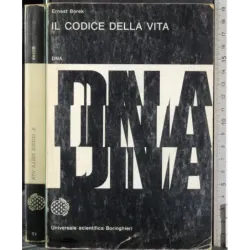 Ernest Borek
IL CODICE DELLA VITA
DNA
DNA
DNA
Universale scientifica Boringhieri